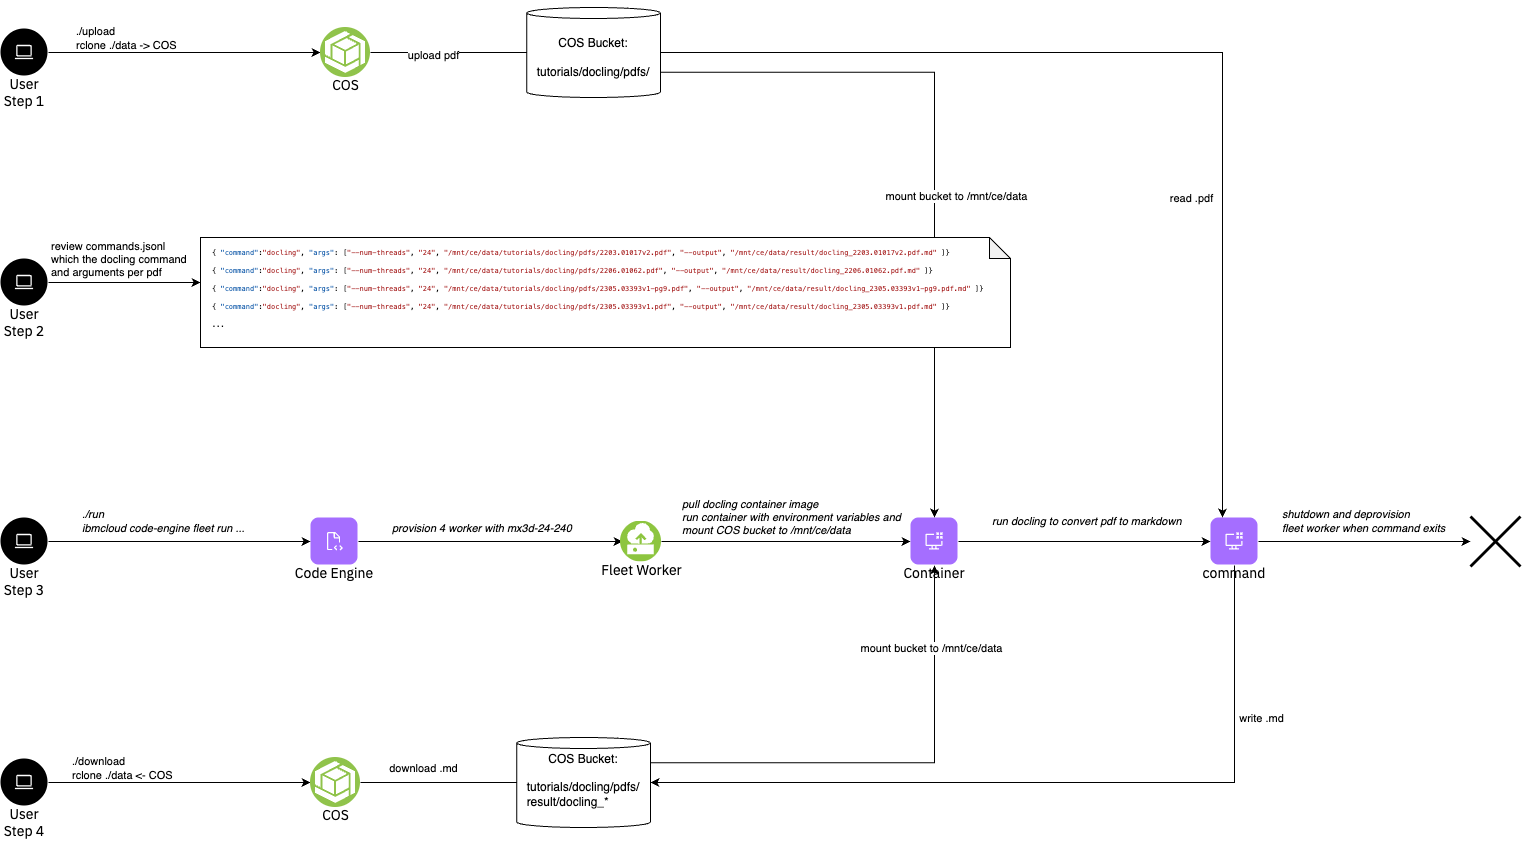 ./upload
rclone ./data -> COS
User
Step 1
COS
upload pdf
COS Bucket:
tutorials/docling/pdfs/
mount bucket to /mnt/ce/data
read .pdf
review commands.jsonl
which the docling command
and arguments per pdf
User
Step 2
{ "command":"docling", "args": ["--num-threads", "24", "/mnt/ce/data/tutorials/docling/pdfs/2203.01017v2.pdf", "--output", "/mnt/ce/data/result/docling_2203.01017v2.pdf.md" ]}
{ "command":"docling", "args": ["--num-threads", "24", "/mnt/ce/data/tutorials/docling/pdfs/2206.01062.pdf", "--output", "/mnt/ce/data/result/docling_2206.01062.pdf.md" ]}
{ "command":"docling", "args": ["--num-threads", "24", "/mnt/ce/data/tutorials/docling/pdfs/2305.03393v1-pg9.pdf", "--output", "/mnt/ce/data/result/docling_2305.03393v1-pg9.pdf.md" ]}
{ "command":"docling", "args": ["--num-threads", "24", "/mnt/ce/data/tutorials/docling/pdfs/2305.03393v1.pdf", "--output", "/mnt/ce/data/result/docling_2305.03393v1.pdf.md" ]}
...
./run
ibmcloud code-engine fleet run ...
User
Step 3
Code Engine
provision 4 worker with mx3d-24-240
Fleet Worker
pull docling container image
run container with environment variables and
mount COS bucket to /mnt/ce/data
Container
run docling to convert pdf to markdown
command
shutdown and deprovision
fleet worker when command exits
mount bucket to /mnt/ce/data
write .md
./download
rclone ./data <- COS
User
Step 4
COS
download .md
COS Bucket:
tutorials/docling/pdfs/
result/docling_*